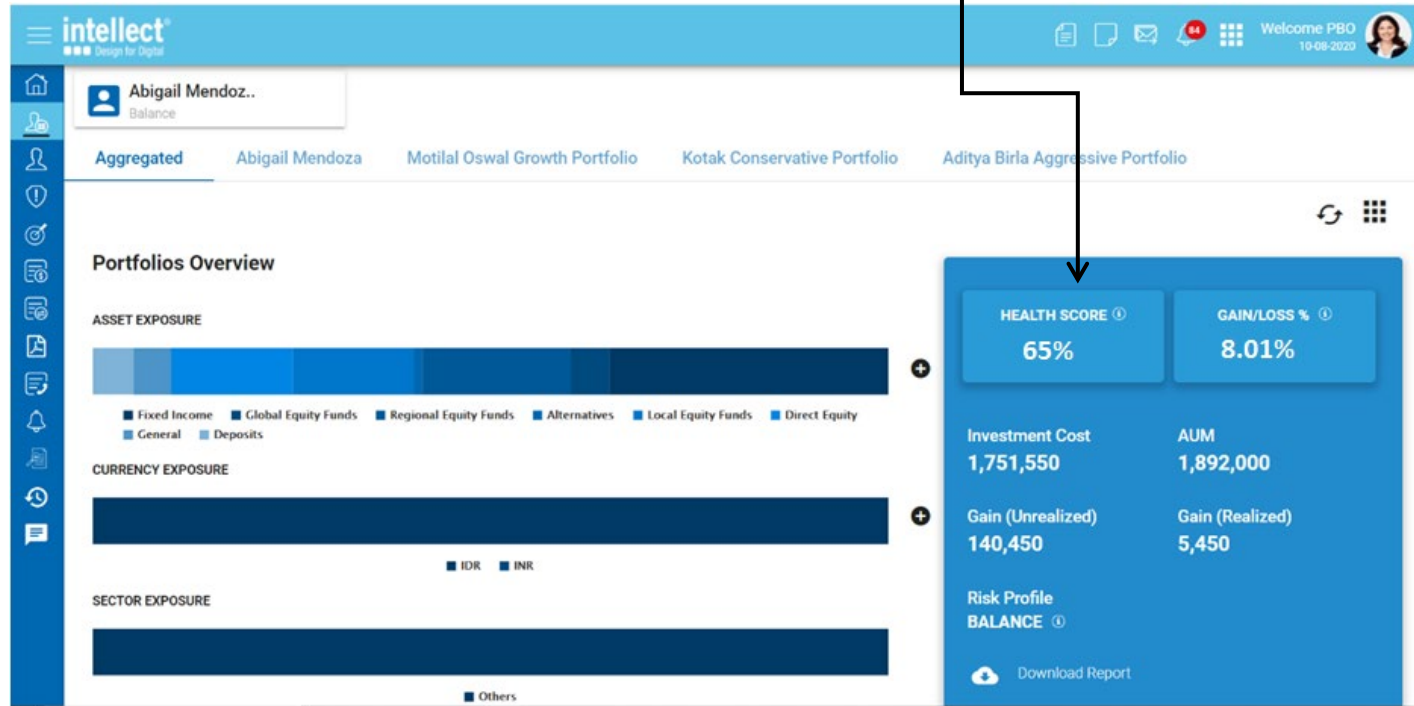 intellect®
Design for Digital
84
Welcome PBO
10-08-2020
Abigail Mendoz..
Balance
Aggregated Abigail Mendoza Motilal Oswal Growth Portfolio Kotak Conservative Portfolio Aditya Birla Aggressive Portfolio
Portfolios Overview
ASSET EXPOSURE
Fixed Income Global Equity Funds Regional Equity Funds Alternatives Local Equity Funds Direct Equity
General Deposits
CURRENCY EXPOSURE
IDR INR
SECTOR EXPOSURE
Others
HEALTH SCORE GAIN/LOSS %
65% 8.01%
Investment Cost AUM
1,751,550 1,892,000
Gain (Unrealized) Gain (Realized)
140,450 5,450
Risk Profile
BALANCE
Download Report